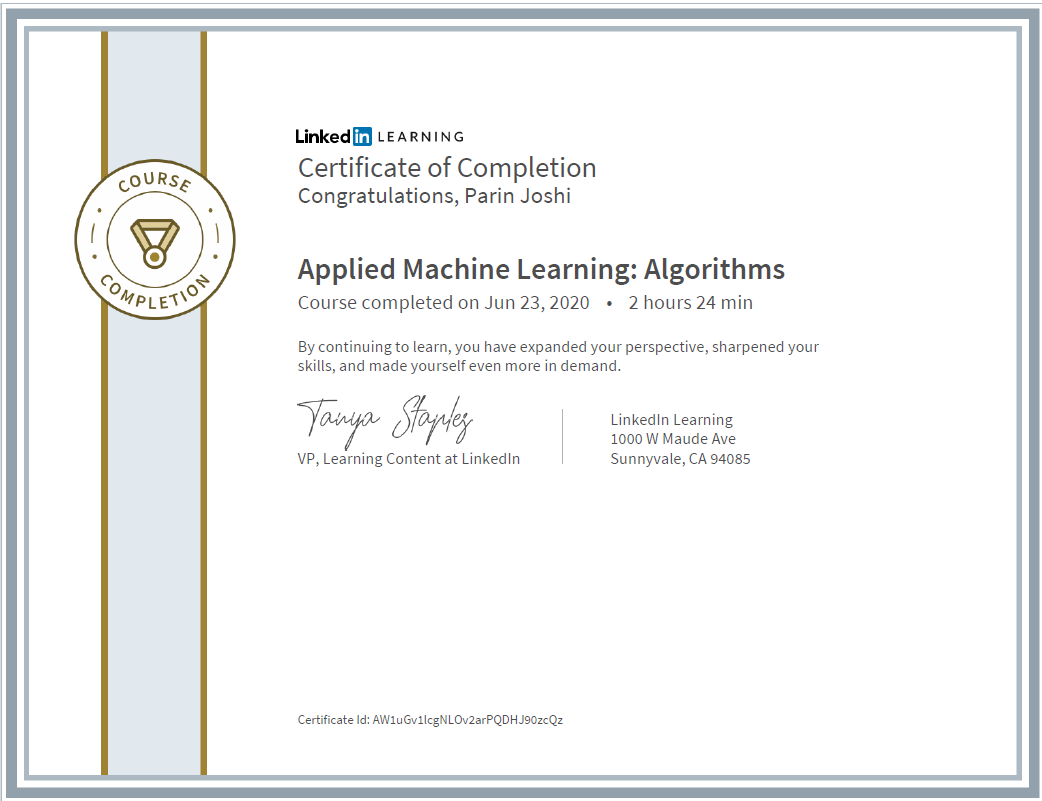 COURSE
COMPLETION
Linked in LEARNING
Certificate of Completion
Congratulations, Parin Joshi
Applied Machine Learning: Algorithms
Course completed on Jun 23, 2020 • 2 hours 24 min
By continuing to learn, you have expanded your perspective, sharpened your
skills, and made yourself even more in demand.
Tanya Staples
VP, Learning Content at LinkedIn
LinkedIn Learning
1000 W Maude Ave
Sunnyvale, CA 94085
Certificate Id: AW1uGv1lcgNLOv2arPQDHJ90zcQz